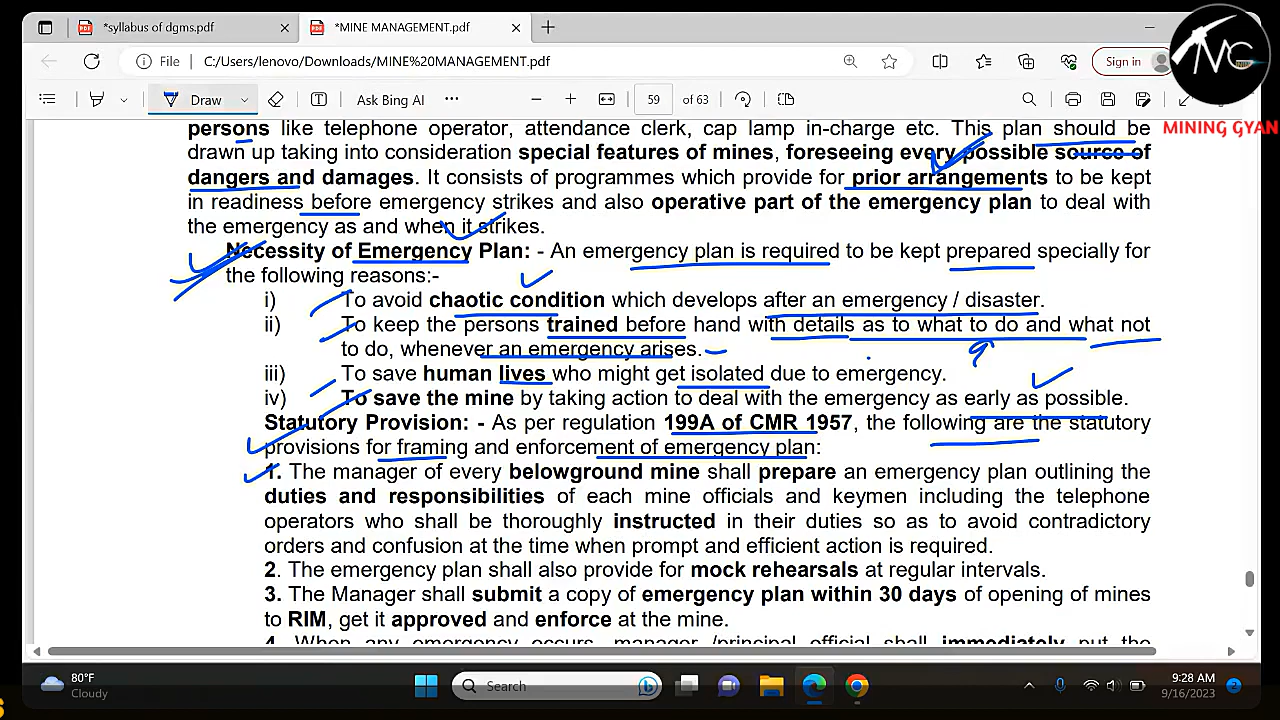 *syllabus of dgms.pdf
*MINE MANAGEMENT.pdf
File C:/Users/lenovo/Downloads/MINE%20MANAGEMENT.pdf
Sign in
Draw
Ask Bing AI
59 of 63
MC
MINING GYAN
persons like telephone operator, attendance clerk, cap lamp in-charge etc. This plan should be
drawn up taking into consideration special features of mines, foreseeing every possible source of
dangers and damages. It consists of programmes which provide for prior arrangements to be kept
in readiness before emergency strikes and also operative part of the emergency plan to deal with
the emergency as and when it strikes.
Necessity of Emergency Plan: - An emergency plan is required to be kept prepared specially for
the following reasons:-
i) To avoid chaotic condition which develops after an emergency / disaster.
ii) To keep the persons trained before hand with details as to what to do and what not
to do, whenever an emergency arises.
iii) To save human lives who might get isolated due to emergency.
iv) To save the mine by taking action to deal with the emergency as early as possible.
Statutory Provision: - As per regulation 199A of CMR 1957, the following are the statutory
provisions for framing and enforcement of emergency plan:
1. The manager of every belowground mine shall prepare an emergency plan outlining the
duties and responsibilities of each mine officials and keymen including the telephone
operators who shall be thoroughly instructed in their duties so as to avoid contradictory
orders and confusion at the time when prompt and efficient action is required.
2. The emergency plan shall also provide for mock rehearsals at regular intervals.
3. The Manager shall submit a copy of emergency plan within 30 days of opening of mines
to RIM, get it approved and enforce at the mine.
4. When any emergency occurs, manager /principal official shall immediately put the
80°F
Cloudy
Search
9:28 AM
9/16/2023
2